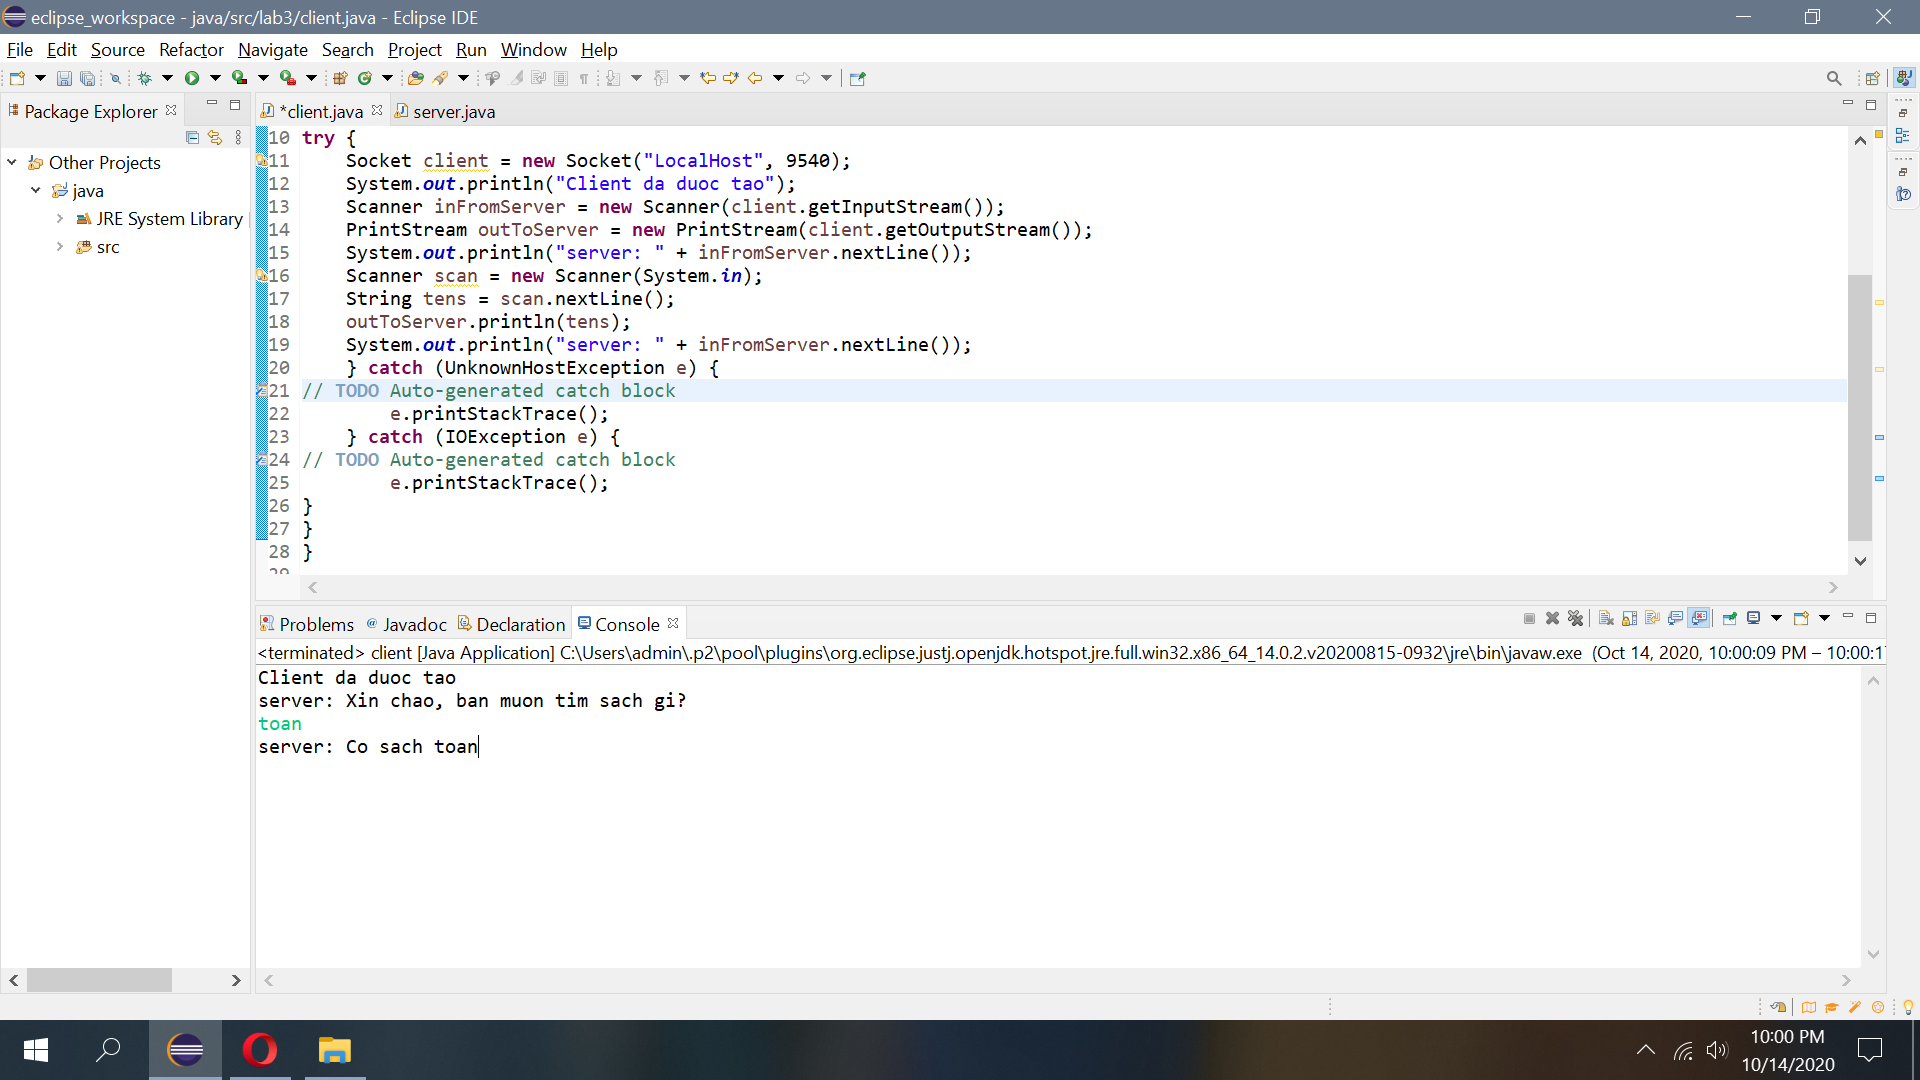 eclipse_workspace - java/src/lab3/client.java - Eclipse IDE
File Edit Source Refactor Navigate Search Project Run Window Help
Package Explorer
*client.java
server.java
Other Projects
java
JRE System Library
src
10 try {
11     Socket client = new Socket("LocalHost", 9540);
12     System.out.println("Client da duoc tao");
13     Scanner inFromServer = new Scanner(client.getInputStream());
14     PrintStream outToServer = new PrintStream(client.getOutputStream());
15     System.out.println("server: " + inFromServer.nextLine());
16     Scanner scan = new Scanner(System.in);
17     String tens = scan.nextLine();
18     outToServer.println(tens);
19     System.out.println("server: " + inFromServer.nextLine());
20     } catch (UnknownHostException e) {
21 // TODO Auto-generated catch block
22         e.printStackTrace();
23     } catch (IOException e) {
24 // TODO Auto-generated catch block
25         e.printStackTrace();
26 }
27 }
28 }
Problems @ Javadoc Declaration Console
<terminated> client [Java Application] C:\Users\admin\.p2\pool\plugins\org.eclipse.justj.openjdk.hotspot.jre.full.win32.x86_64_14.0.2.v20200815-0932\jre\bin\javaw.exe (Oct 14, 2020, 10:00:09 PM – 10:00:1
Client da duoc tao
server: Xin chao, ban muon tim sach gi?
toan
server: Co sach toan
10:00 PM
10/14/2020